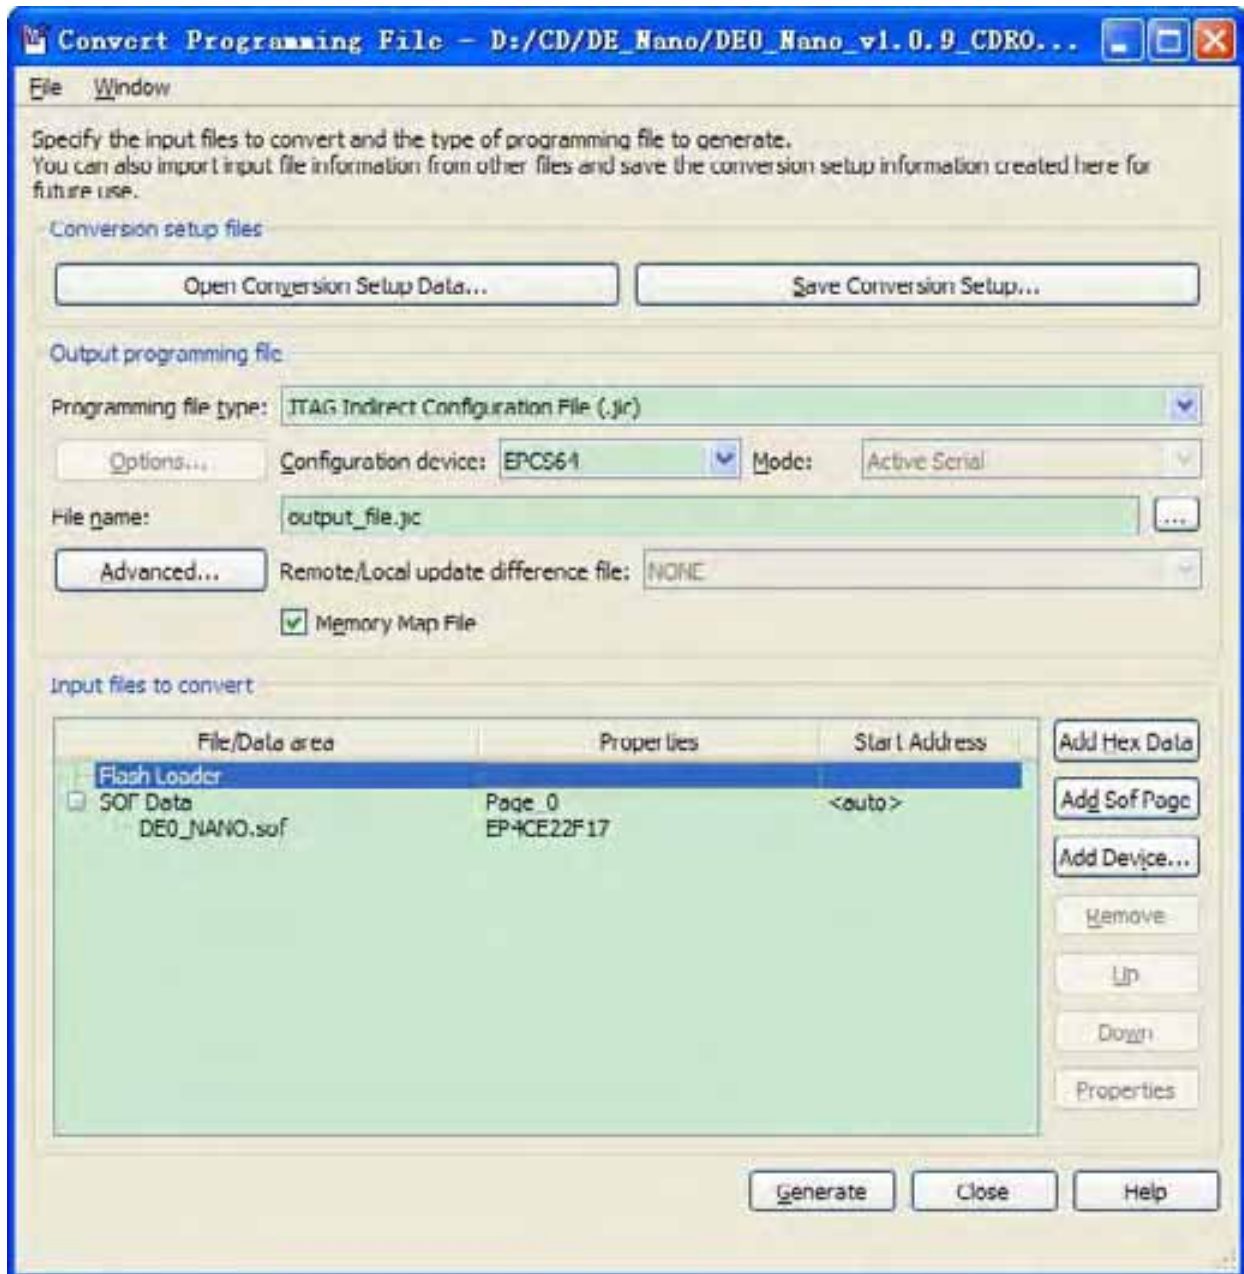 Convert Programming File - D:/CD/DE_Nano/DE0_Nano_v1.0.9_CDRO...
File Window
Specify the input files to convert and the type of programming file to generate.
You can also import input file information from other files and save the conversion setup information created here for
future use.
Conversion setup files
Open Conversion Setup Data... Save Conversion Setup...
Output programming file
Programming file type: JTAG Indirect Configuration File (.jic)
Options... Configuration device: EPCS64 Mode: Active Serial
File name: output_file.jic ...
Advanced... Remote/Local update difference file: NONE
Memory Map File
Input files to convert
File/Data area Properties Start Address Add Hex Data
Flash Loader
SOF Data Page_0 <auto> Add Sof Page
DE0_NANO.sof EP4CE22F17
Add Device...
Remove
Up
Down
Properties
Generate Close Help